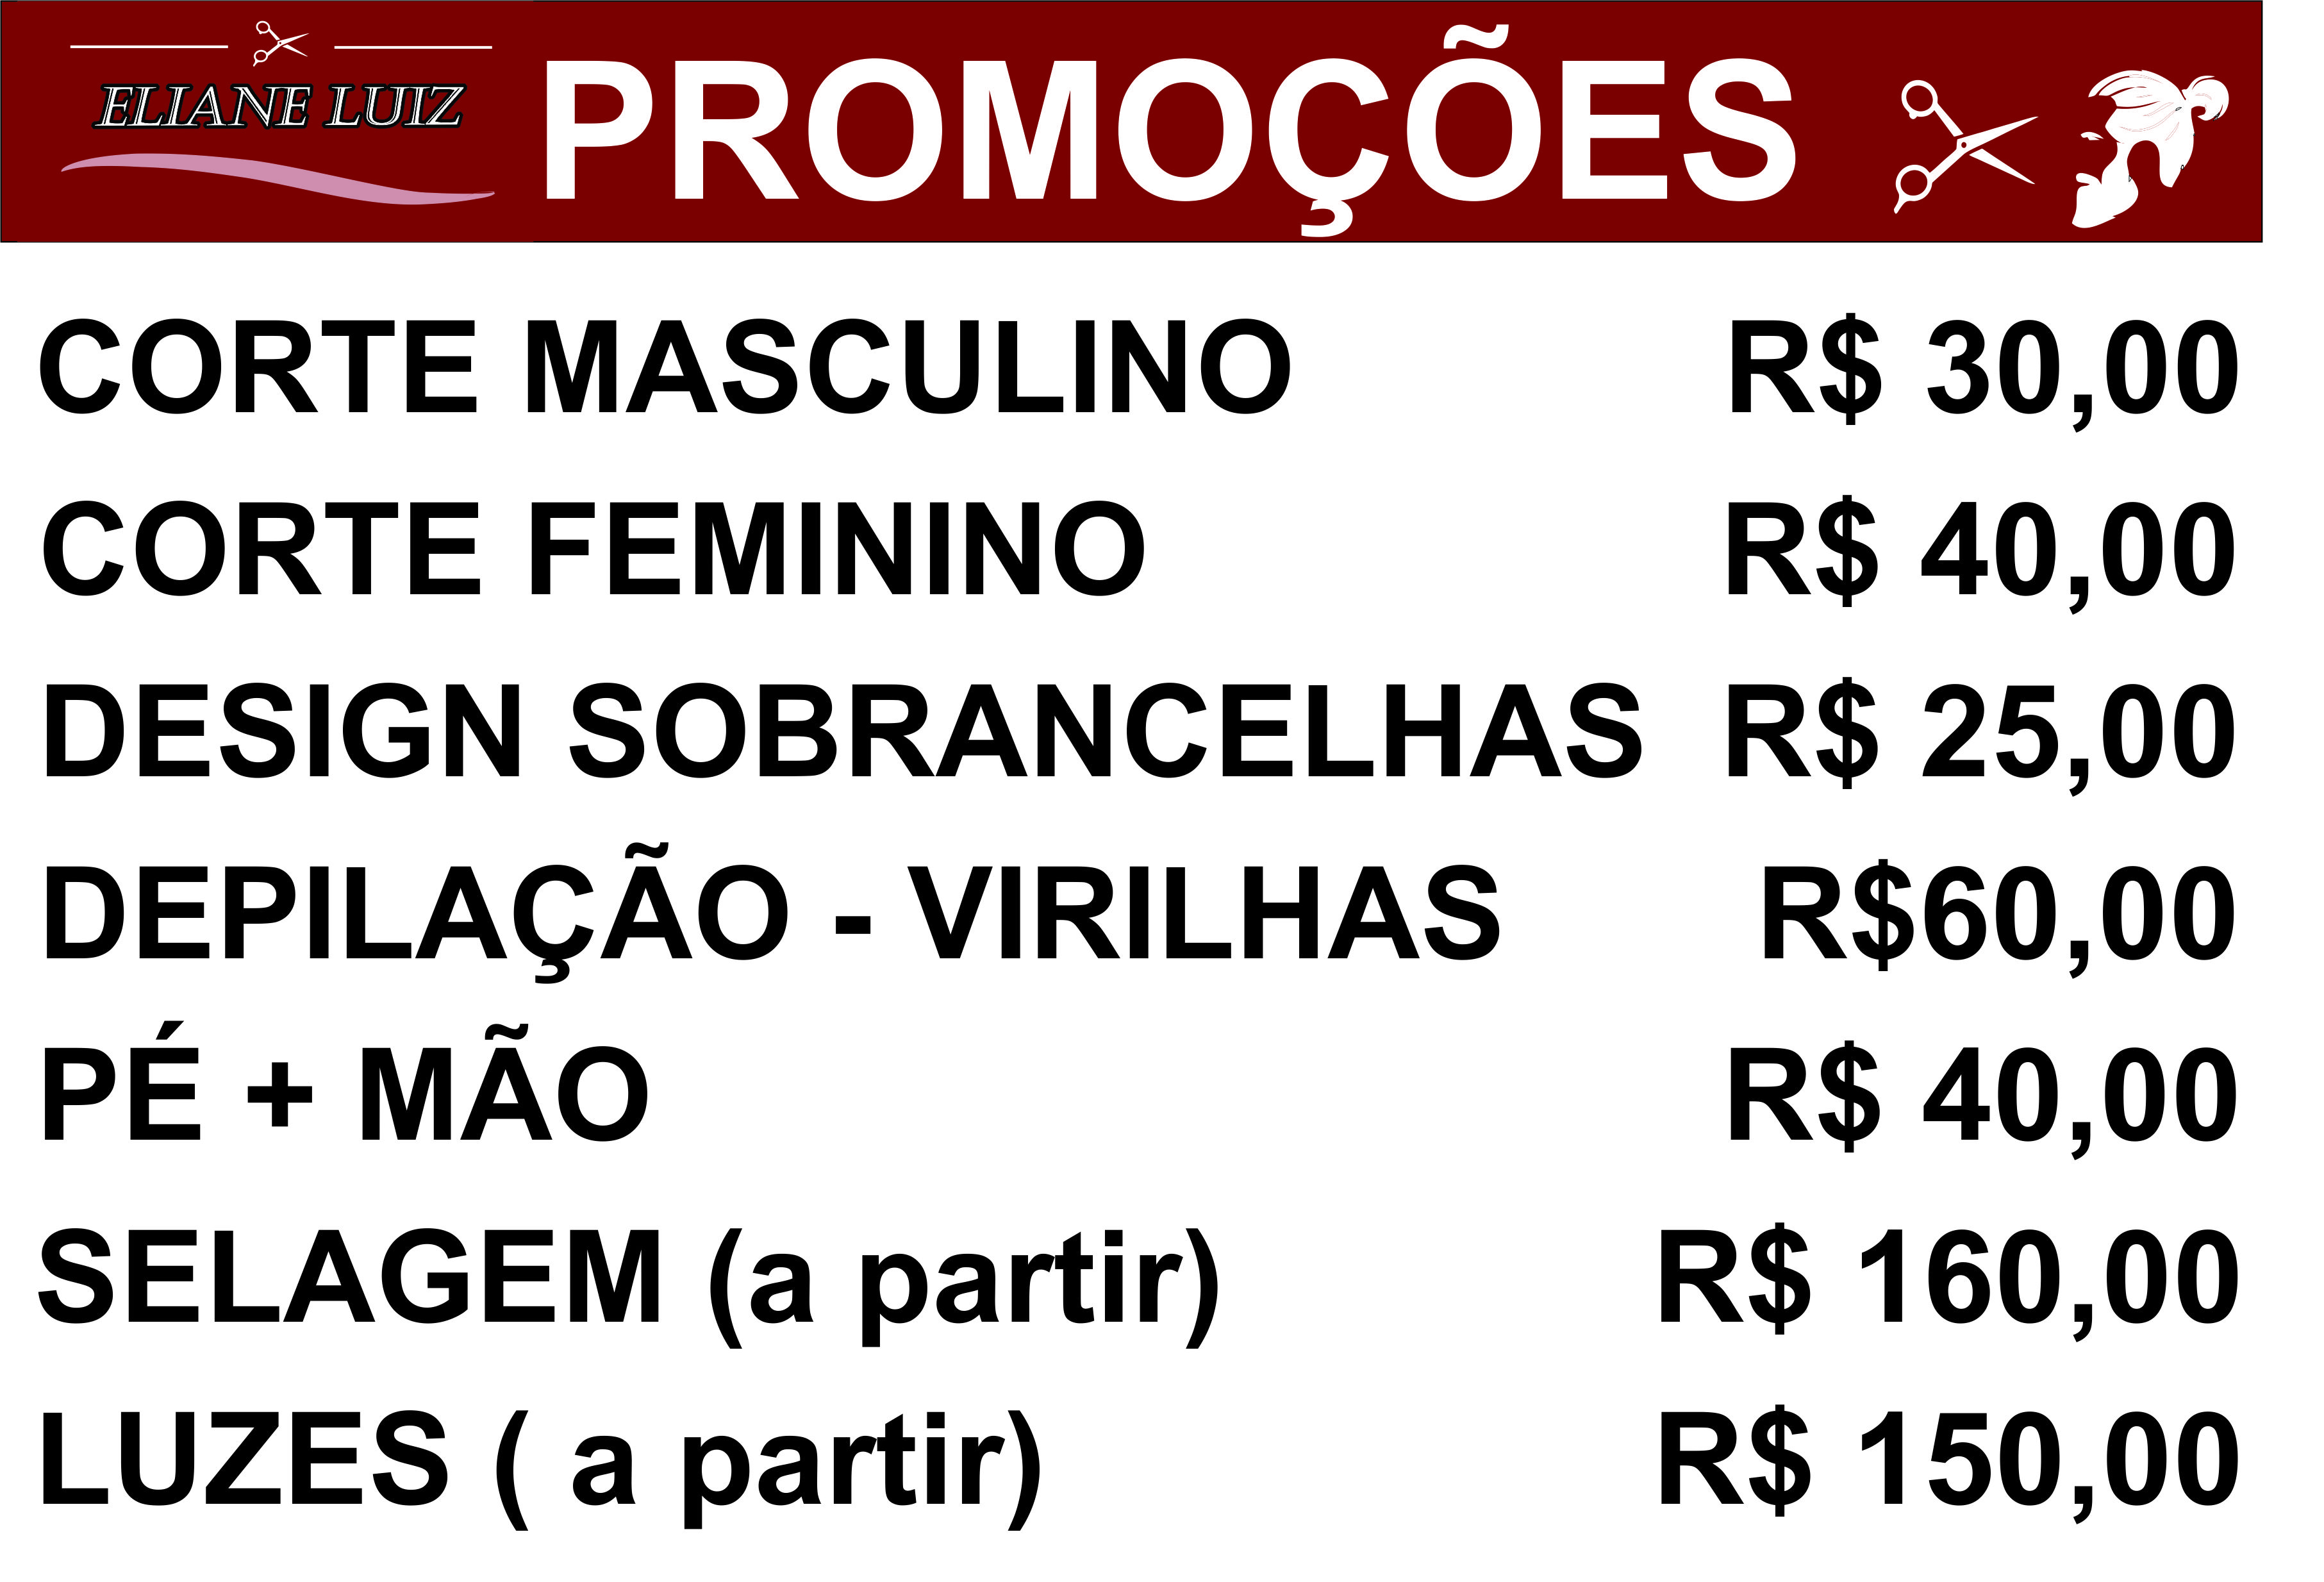 ELIANE LUIZ
PROMOÇÕES
CORTE MASCULINO R$ 30,00
CORTE FEMININO R$ 40,00
DESIGN SOBRANCELHAS R$ 25,00
DEPILAÇÃO - VIRILHAS R$60,00
PÉ + MÃO R$ 40,00
SELAGEM (a partir) R$ 160,00
LUZES ( a partir) R$ 150,00